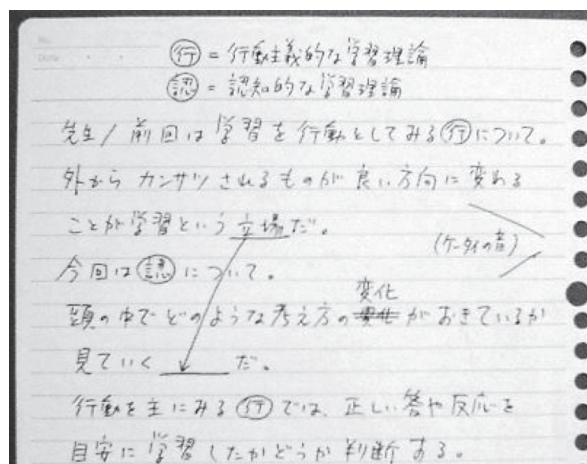 No.
Date
㋻ = 行動主義的な学習理論
㋥ = 認知的な学習理論
先生/前回は学習を行動としてみる(行)について。
外からカンサツされるものが良い方向に変わる
ことが学習という立場だ。
(ケータイの音)
今回は(認)について。
変化
頭の中でどのような考え方の変化がおきているか
見ていく だ。
行動を主にみる(行)では、正しい答や反応を
目安に学習したかどうか判断する。